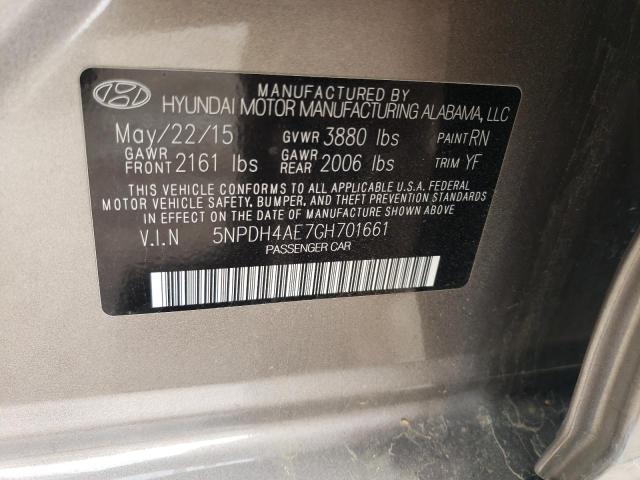 MANUFACTURED BY
HYUNDAI MOTOR MANUFACTURING ALABAMA, LLC
May/22/15 GVWR 3880 lbs PAINT RN
GAWR FRONT 2161 lbs GAWR REAR 2006 lbs TRIM YF
THIS VEHICLE CONFORMS TO ALL APPLICABLE U.S.A. FEDERAL
MOTOR VEHICLE SAFETY, BUMPER, AND THEFT PREVENTION STANDARDS
IN EFFECT ON THE DATE OF MANUFACTURE SHOWN ABOVE.
V.I.N 5NPDH4AE7GH701661
PASSENGER CAR